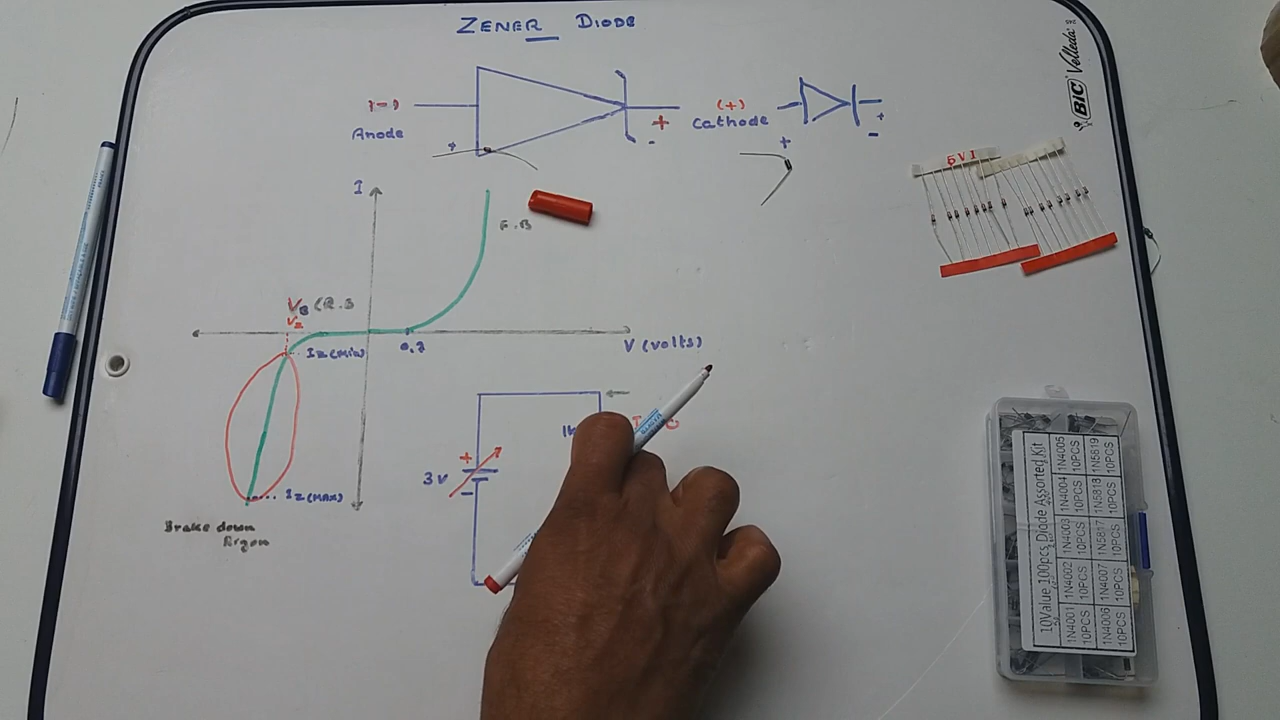 ZENER DIODE
(-)
Anode
+
+
-
(+)
Cathode
+
-
+
BIC Velleda
5V1
I
F.B
VB (R.B
Vz
Iz(Min)
0,7
V (volts)
+
3V
-
Iz(MAX)
Brake down
Rigon
10Value 100pcs Diode Assorted Kit
1N4001 1N4002 1N4003 1N4004 1N4005
10PCS 10PCS 10PCS 10PCS 10PCS
1N4006 1N4007 1N5817 1N5818 1N5819
10PCS 10PCS 10PCS 10PCS 10PCS